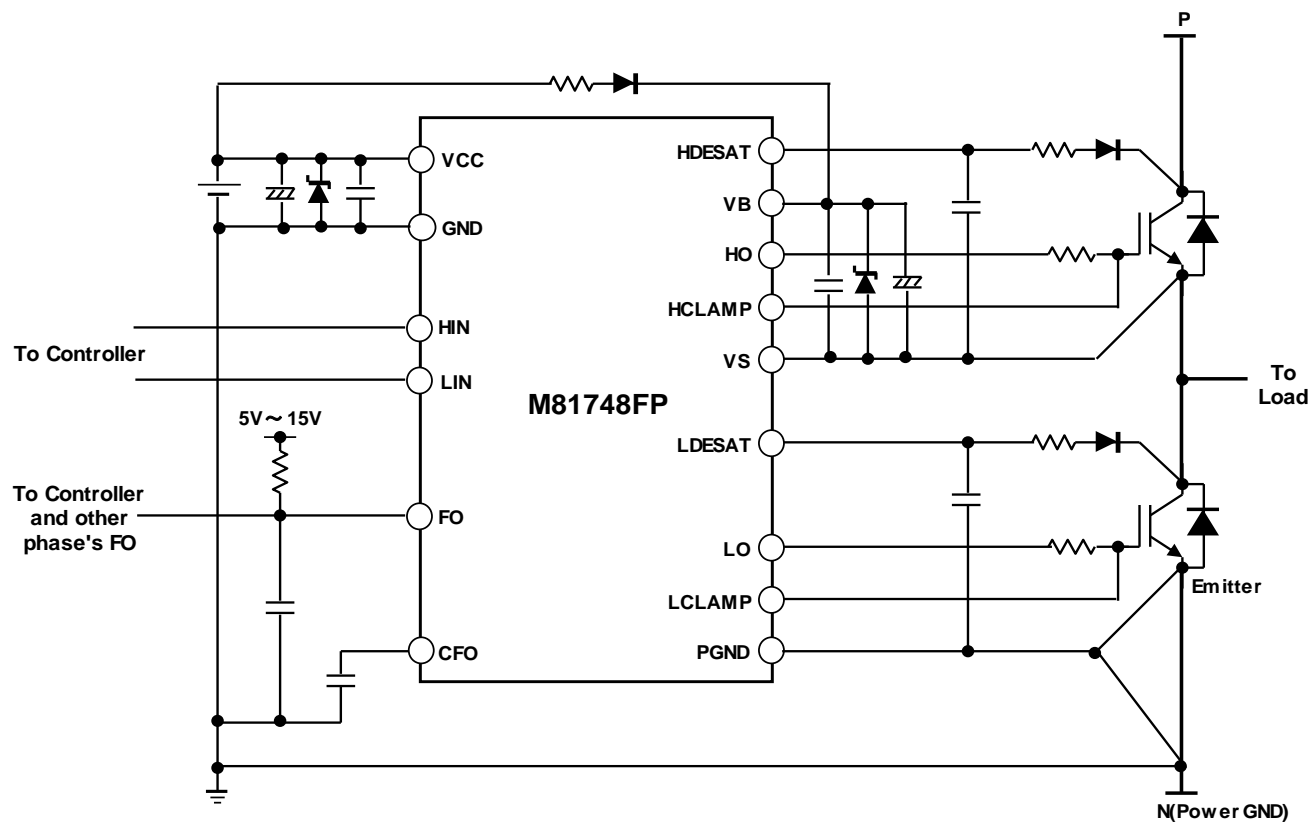 P
VCC
GND
HIN
LIN
FO
CFO
HDESAT
VB
HO
HCLAMP
VS
LDESAT
LO
LCLAMP
PGND
M81748FP
To Controller
5V～15V
To Controller
and other
phase's FO
To
Load
Emitter
N(Power GND)